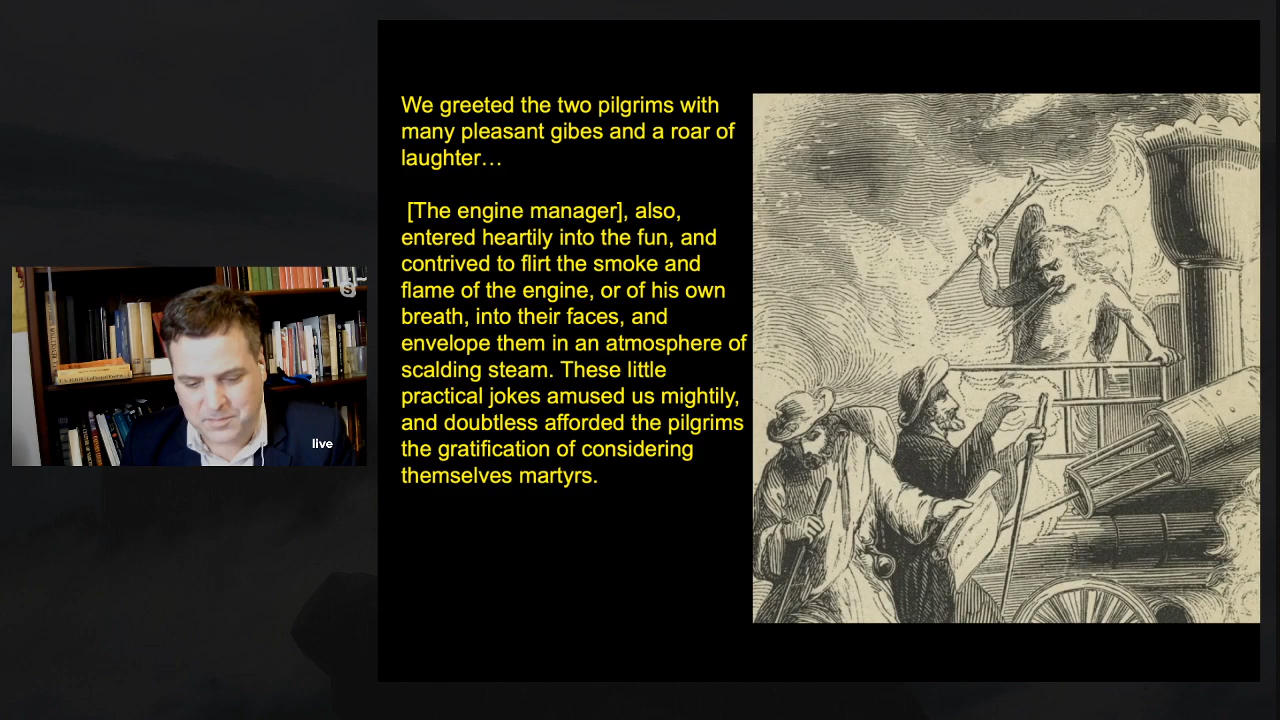 We greeted the two pilgrims with
many pleasant gibes and a roar of
laughter…
[The engine manager], also,
entered heartily into the fun, and
contrived to flirt the smoke and
flame of the engine, or of his own
breath, into their faces, and
envelope them in an atmosphere of
scalding steam. These little
practical jokes amused us mightily,
and doubtless afforded the pilgrims
the gratification of considering
themselves martyrs.
live